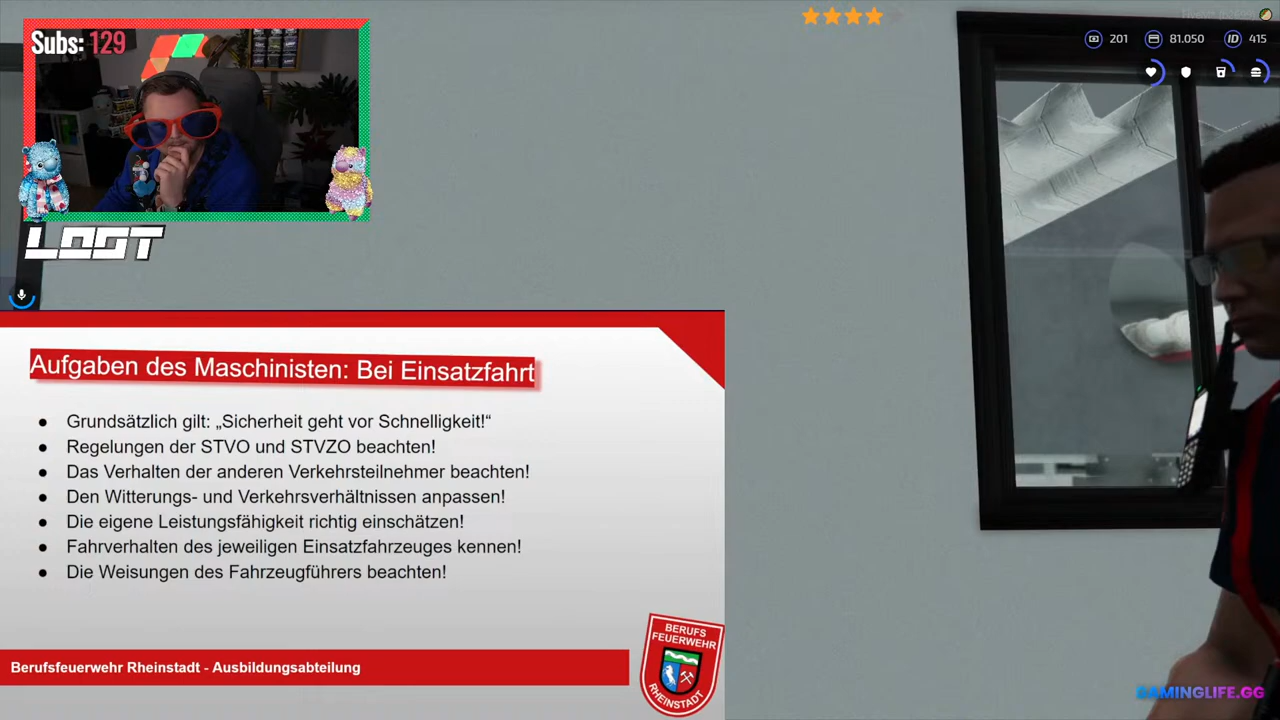 Subs: 129
201
81.050
ID
415
LOOT
Aufgaben des Maschinisten: Bei Einsatzfahrt
● Grundsätzlich gilt: „Sicherheit geht vor Schnelligkeit!“
● Regelungen der STVO und STVZO beachten!
● Das Verhalten der anderen Verkehrsteilnehmer beachten!
● Den Witterungs- und Verkehrsverhältnissen anpassen!
● Die eigene Leistungsfähigkeit richtig einschätzen!
● Fahrverhalten des jeweiligen Einsatzfahrzeuges kennen!
● Die Weisungen des Fahrzeugführers beachten!
BERUFS
FEUERWEHR
RHEINSTADT
Berufsfeuerwehr Rheinstadt - Ausbildungsabteilung
GAMINGLIFE.GG